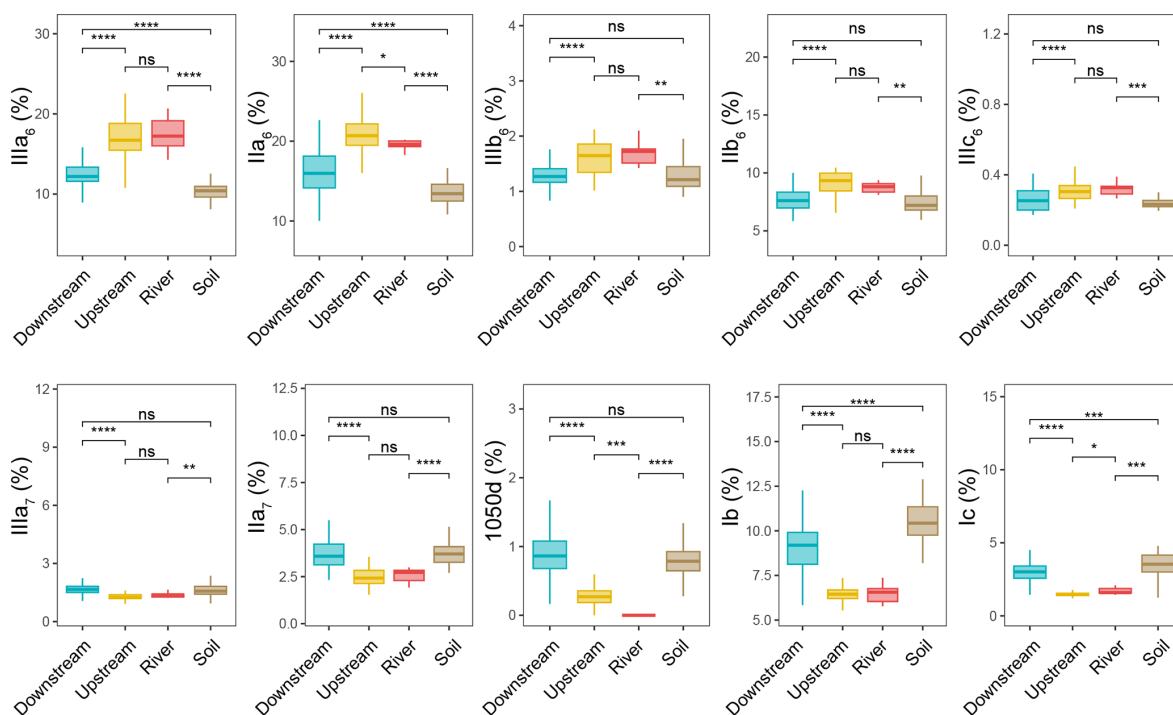 IIIa6 (%)
30
20
10
****
****
ns
****
Downstream
Upstream
River
Soil
IIa6 (%)
30
20
10
****
****
*
****
Downstream
Upstream
River
Soil
IIIb6 (%)
4
3
2
1
0
ns
****
ns
**
Downstream
Upstream
River
Soil
IIb6 (%)
20
15
10
5
ns
****
ns
**
Downstream
Upstream
River
Soil
IIIc6 (%)
1.2
0.8
0.4
0.0
ns
****
ns
***
Downstream
Upstream
River
Soil
IIIa7 (%)
12
9
6
3
0
ns
****
ns
**
Downstream
Upstream
River
Soil
IIa7 (%)
12.5
10.0
7.5
5.0
2.5
0.0
ns
****
ns
****
Downstream
Upstream
River
Soil
1050d (%)
3
2
1
0
ns
****
***
****
Downstream
Upstream
River
Soil
Ib (%)
17.5
15.0
12.5
10.0
7.5
5.0
****
****
ns
****
Downstream
Upstream
River
Soil
Ic (%)
15
10
5
0
***
****
*
***
Downstream
Upstream
River
Soil